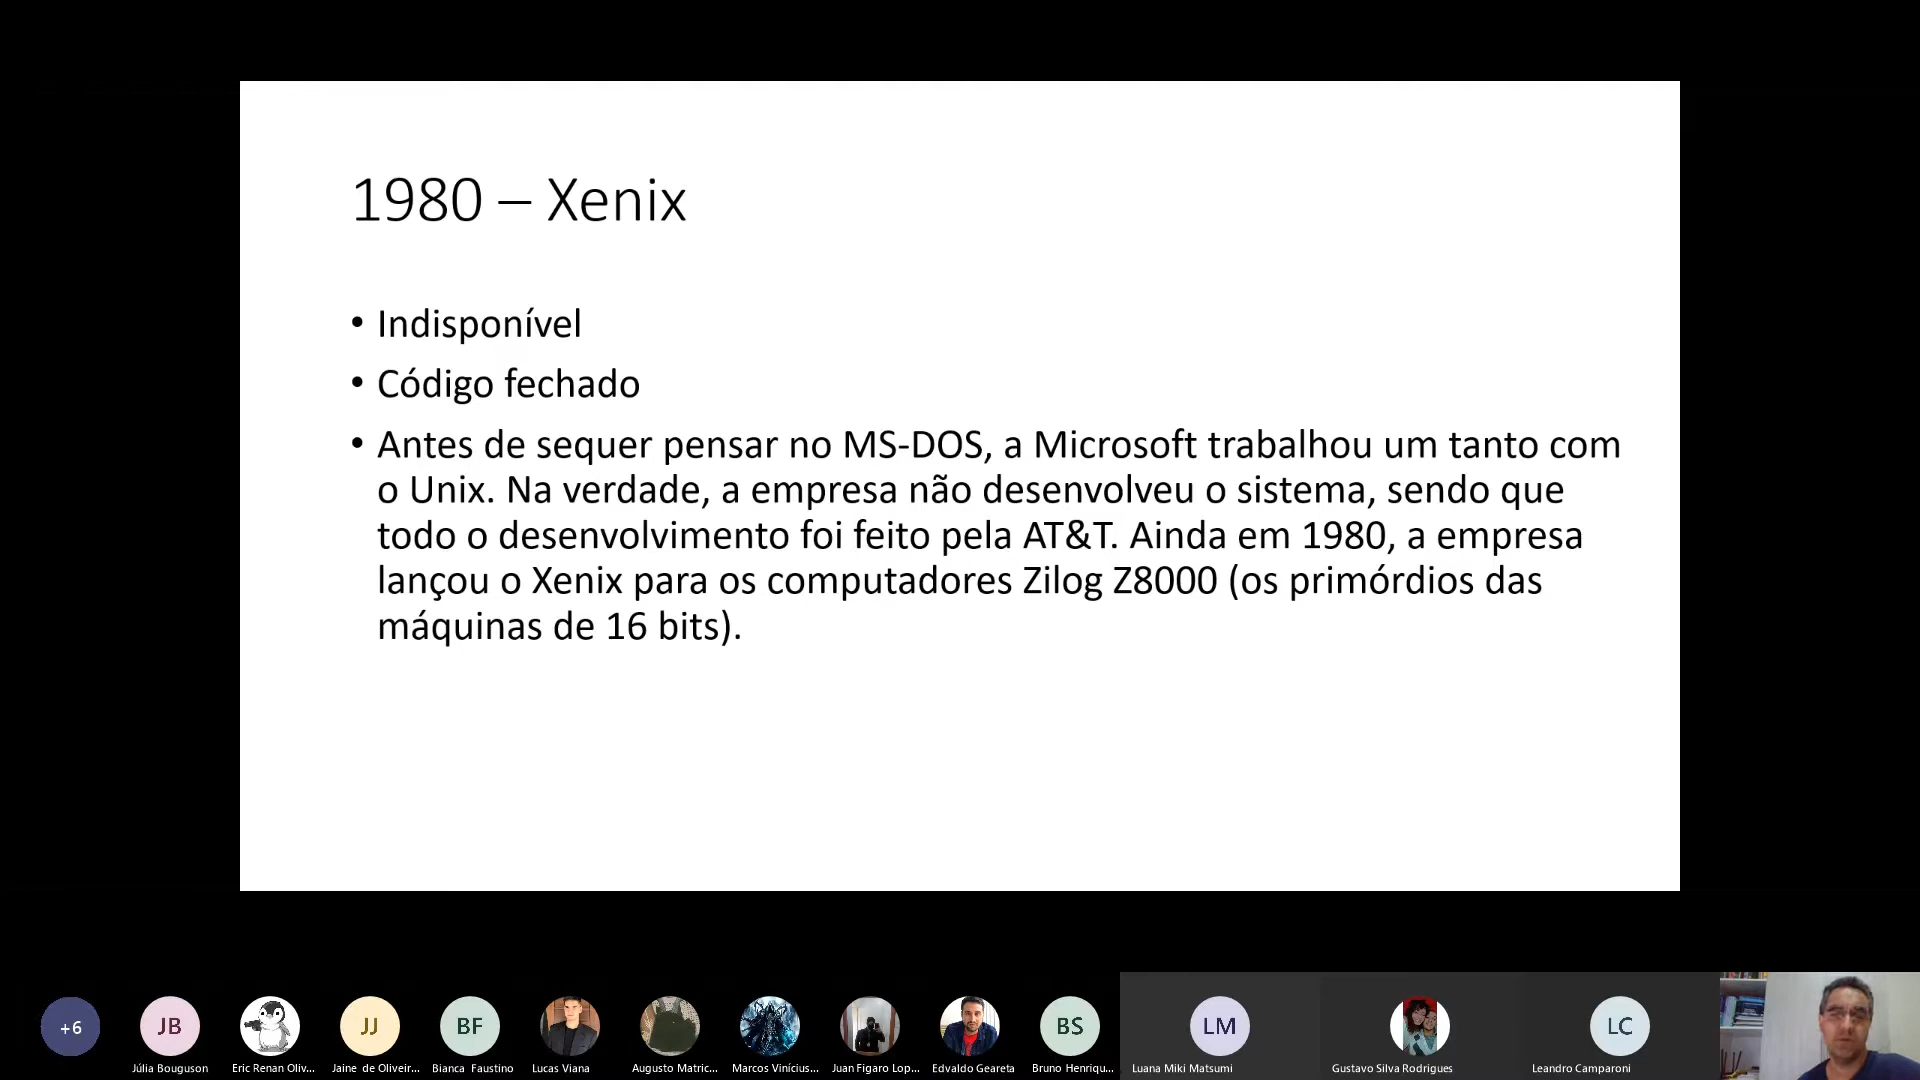 1980 – Xenix
• Indisponível
• Código fechado
• Antes de sequer pensar no MS-DOS, a Microsoft trabalhou um tanto com
o Unix. Na verdade, a empresa não desenvolveu o sistema, sendo que
todo o desenvolvimento foi feito pela AT&T. Ainda em 1980, a empresa
lançou o Xenix para os computadores Zilog Z8000 (os primórdios das
máquinas de 16 bits).
+6
JB
JJ
BF
BS
LM
LC
Júlia Bouguson
Eric Renan Oliv...
Jaine de Oliveir...
Bianca Faustino
Lucas Viana
Augusto Matric...
Marcos Vinícius...
Juan Figaro Lop...
Edvaldo Geareta
Bruno Henriqu...
Luana Miki Matsumi
Gustavo Silva Rodrigues
Leandro Camparoni